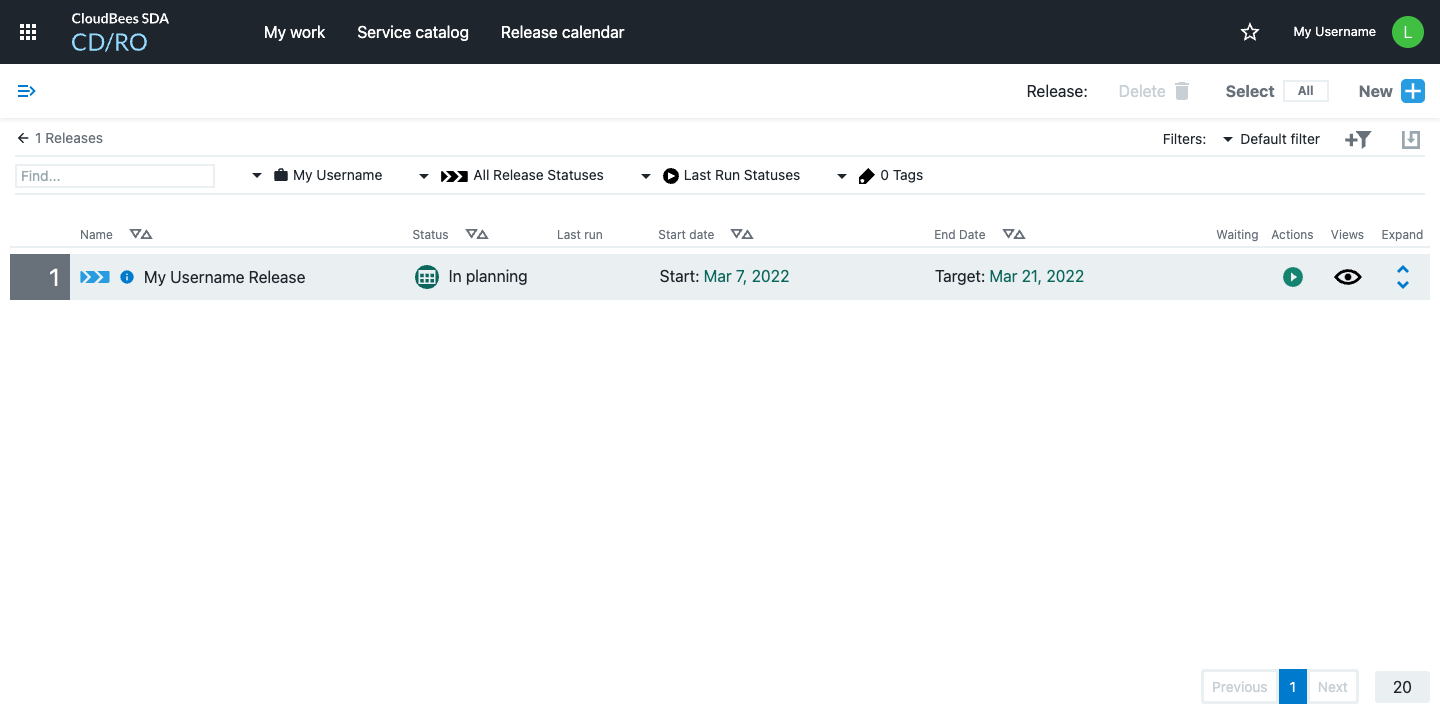 CloudBees SDA
CD/RO
My work Service catalog Release calendar
My Username L
Release: Delete Select All New
1 Releases
Filters: Default filter
Find... My Username All Release Statuses Last Run Statuses 0 Tags
Name Status Last run Start date End Date Waiting Actions Views Expand
1 My Username Release In planning Start: Mar 7, 2022 Target: Mar 21, 2022
Previous 1 Next 20